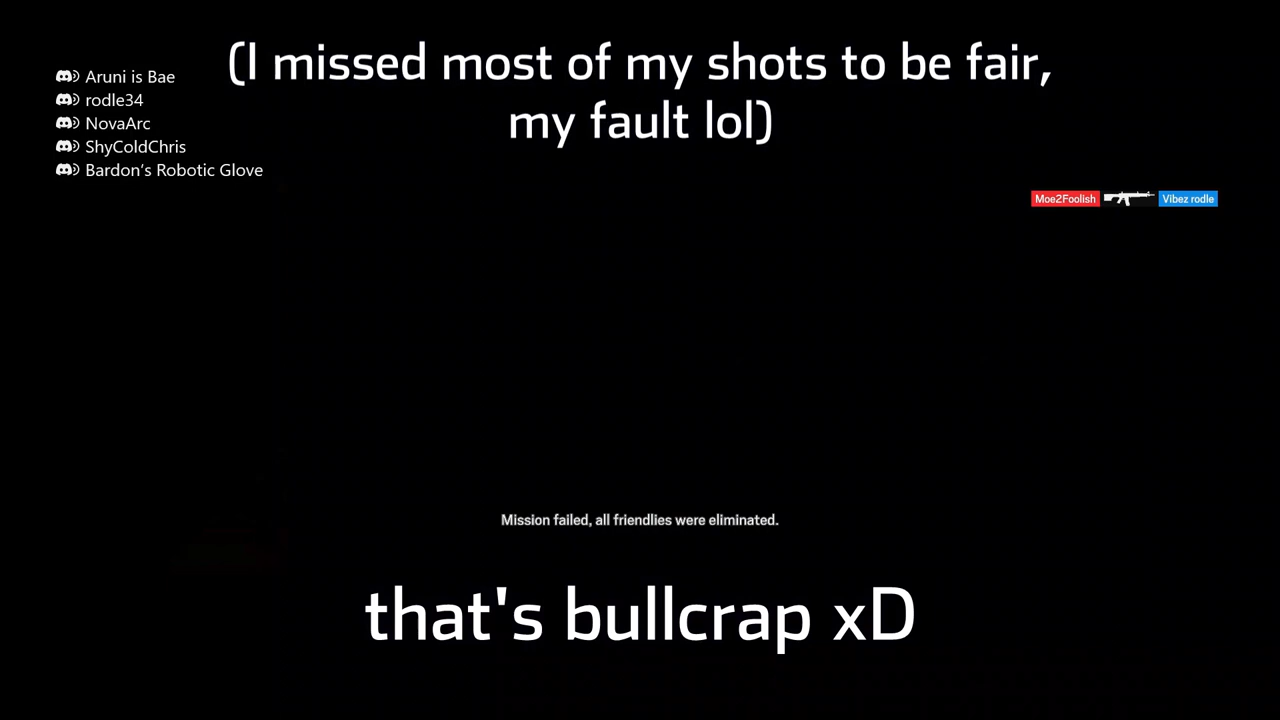 (I missed most of my shots to be fair,
my fault lol)
Aruni is Bae
rodle34
NovaArc
ShyColdChris
Bardon's Robotic Glove
Moe2Foolish Vibez rodle
Mission failed, all friendlies were eliminated.
that's bullcrap xD